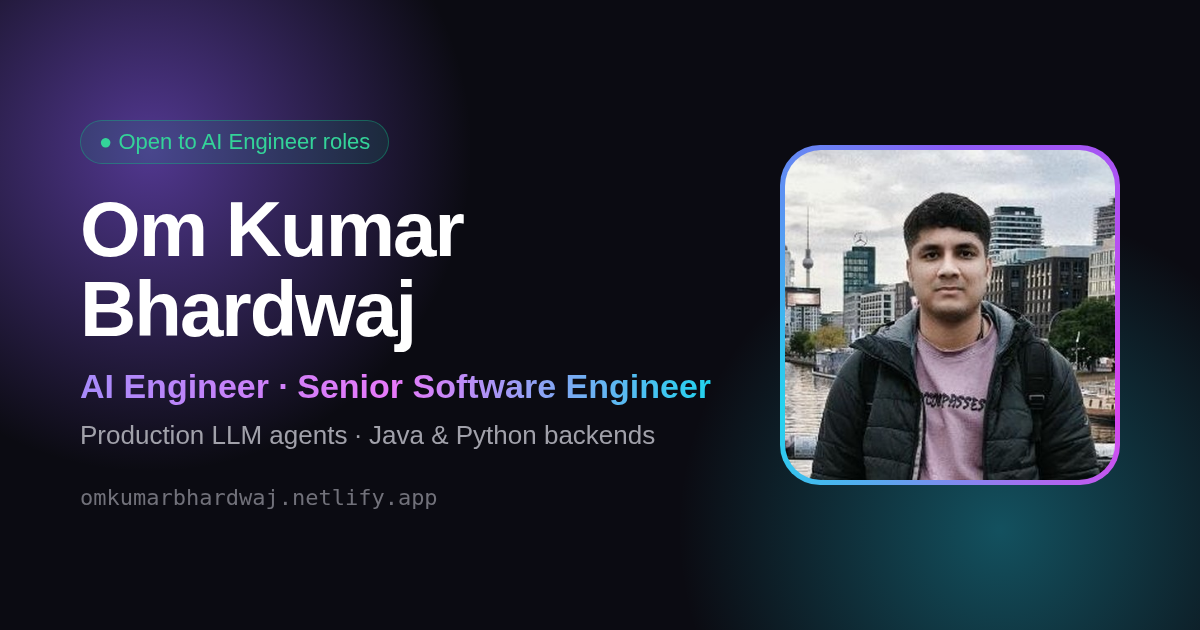 Open to AI Engineer roles
Om Kumar
Bhardwaj
AI Engineer · Senior Software Engineer
Production LLM agents · Java & Python backends
omkumarbhardwaj.netlify.app